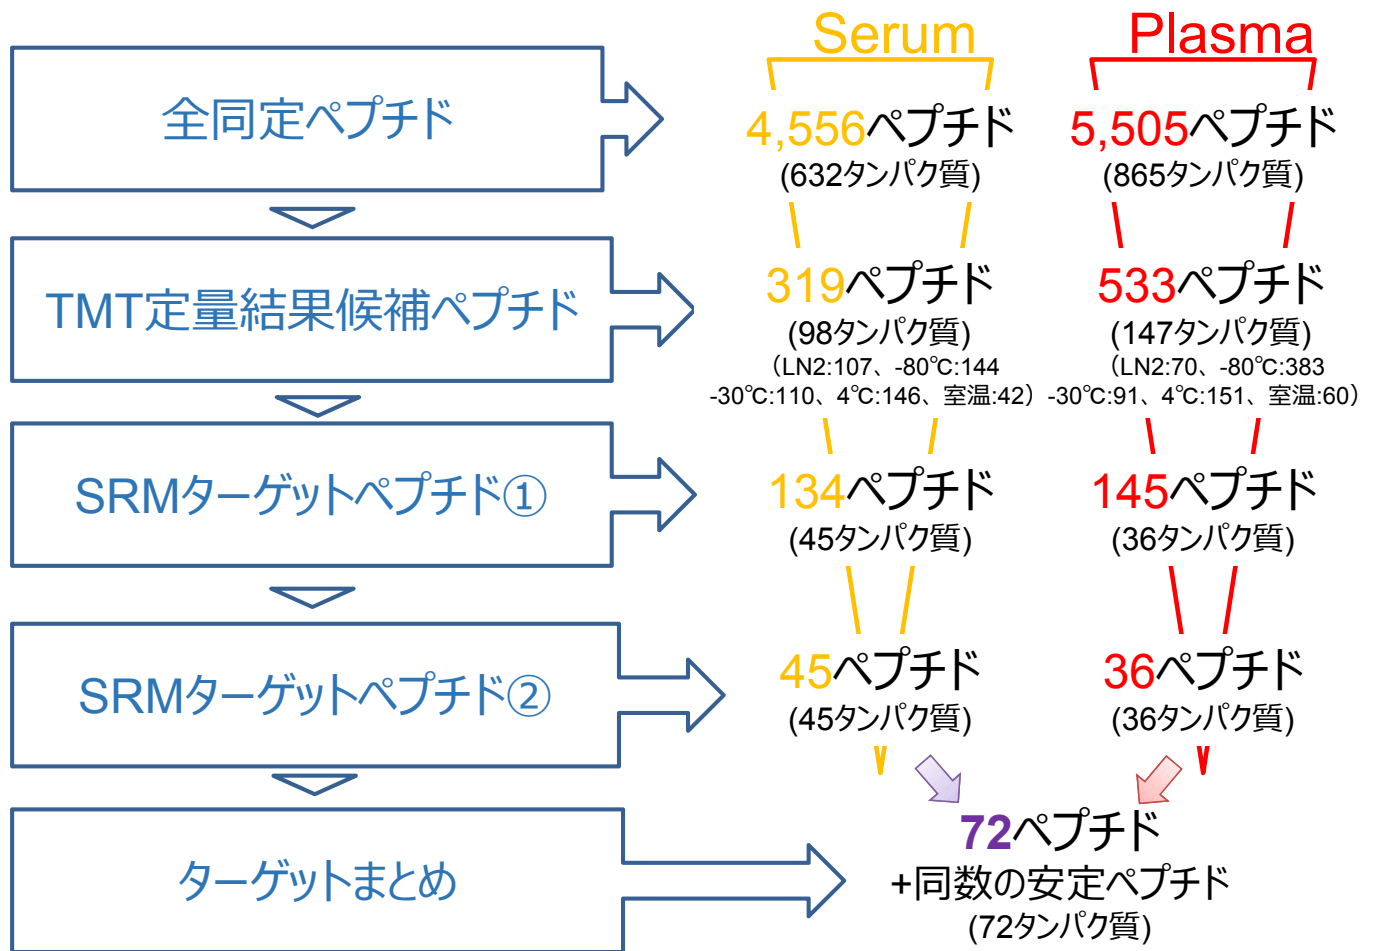 Serum
Plasma
全同定ペプチド
4,556ペプチド
(632タンパク質)
5,505ペプチド
(865タンパク質)
TMT定量結果候補ペプチド
319ペプチド
(98タンパク質)
(LN2:107、-80℃:144
-30℃:110、4℃:146、室温:42)
533ペプチド
(147タンパク質)
(LN2:70、-80℃:383
-30℃:91、4℃:151、室温:60)
SRMターゲットペプチド①
134ペプチド
(45タンパク質)
145ペプチド
(36タンパク質)
SRMターゲットペプチド②
45ペプチド
(45タンパク質)
36ペプチド
(36タンパク質)
ターゲットまとめ
72ペプチド
+同数の安定ペプチド
(72タンパク質)